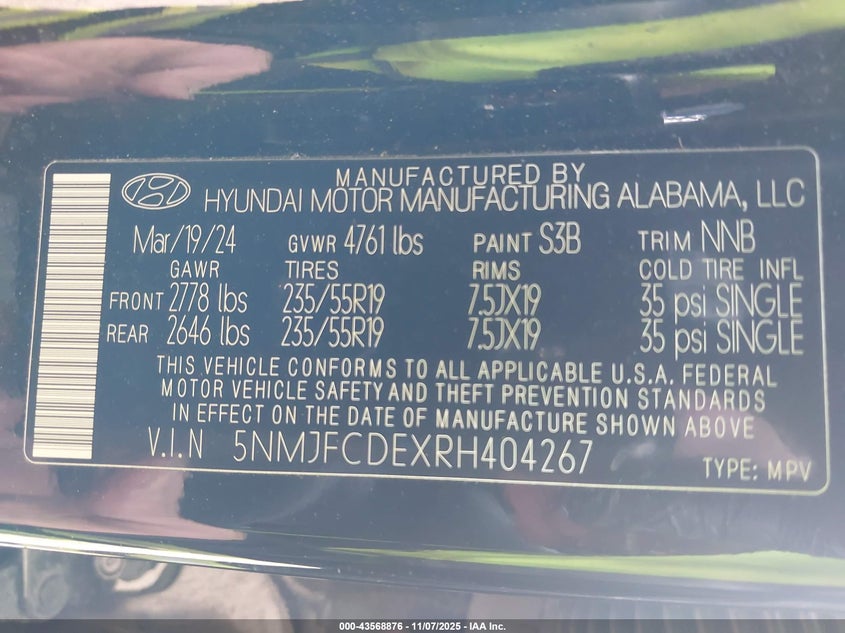 MANUFACTURED BY
HYUNDAI MOTOR MANUFACTURING ALABAMA, LLC
Mar/19/24 GVWR 4761 lbs PAINT S3B TRIM NNB
GAWR TIRES RIMS COLD TIRE INFL
FRONT 2778 lbs 235/55R19 7.5JX19 35 psi SINGLE
REAR 2646 lbs 235/55R19 7.5JX19 35 psi SINGLE
THIS VEHICLE CONFORMS TO ALL APPLICABLE U.S.A. FEDERAL
MOTOR VEHICLE SAFETY AND THEFT PREVENTION STANDARDS
IN EFFECT ON THE DATE OF MANUFACTURE SHOWN ABOVE
V.I.N 5NMJFCDEXRH404267
TYPE: MPV
000-43568876 - 11/07/2025 - IAA Inc.